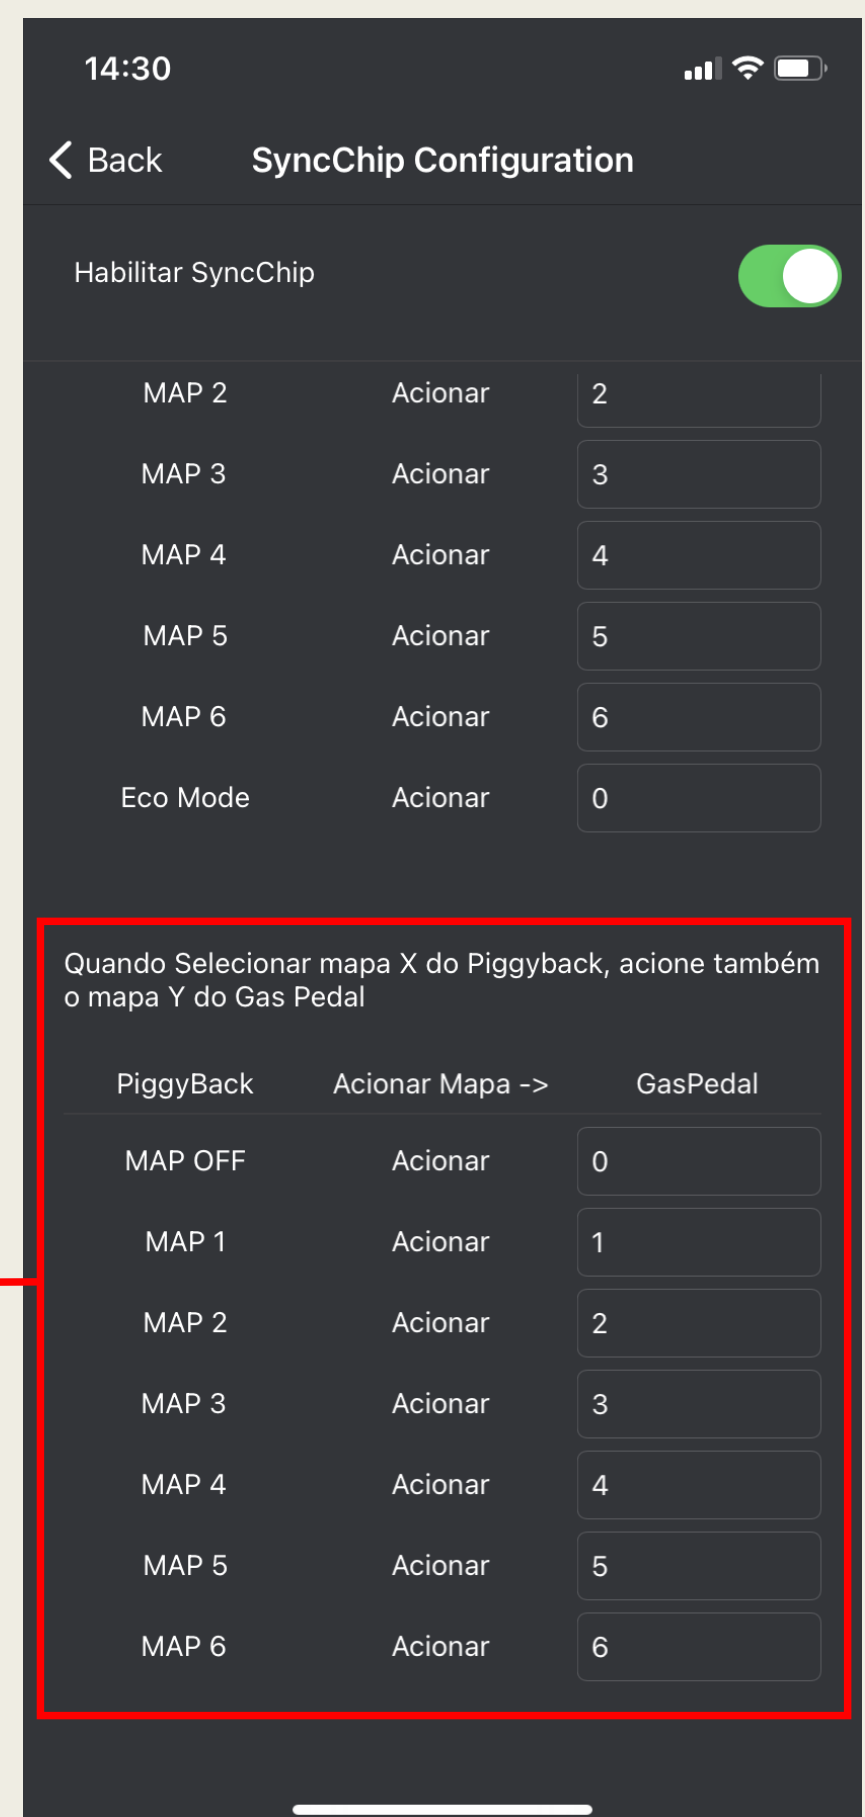 14:30
Back SyncChip Configuration
Habilitar SyncChip
MAP 2 Acionar 2
MAP 3 Acionar 3
MAP 4 Acionar 4
MAP 5 Acionar 5
MAP 6 Acionar 6
Eco Mode Acionar 0
Quando Selecionar mapa X do Piggyback, acione também
o mapa Y do Gas Pedal
PiggyBack Acionar Mapa -> GasPedal
MAP OFF Acionar 0
MAP 1 Acionar 1
MAP 2 Acionar 2
MAP 3 Acionar 3
MAP 4 Acionar 4
MAP 5 Acionar 5
MAP 6 Acionar 6